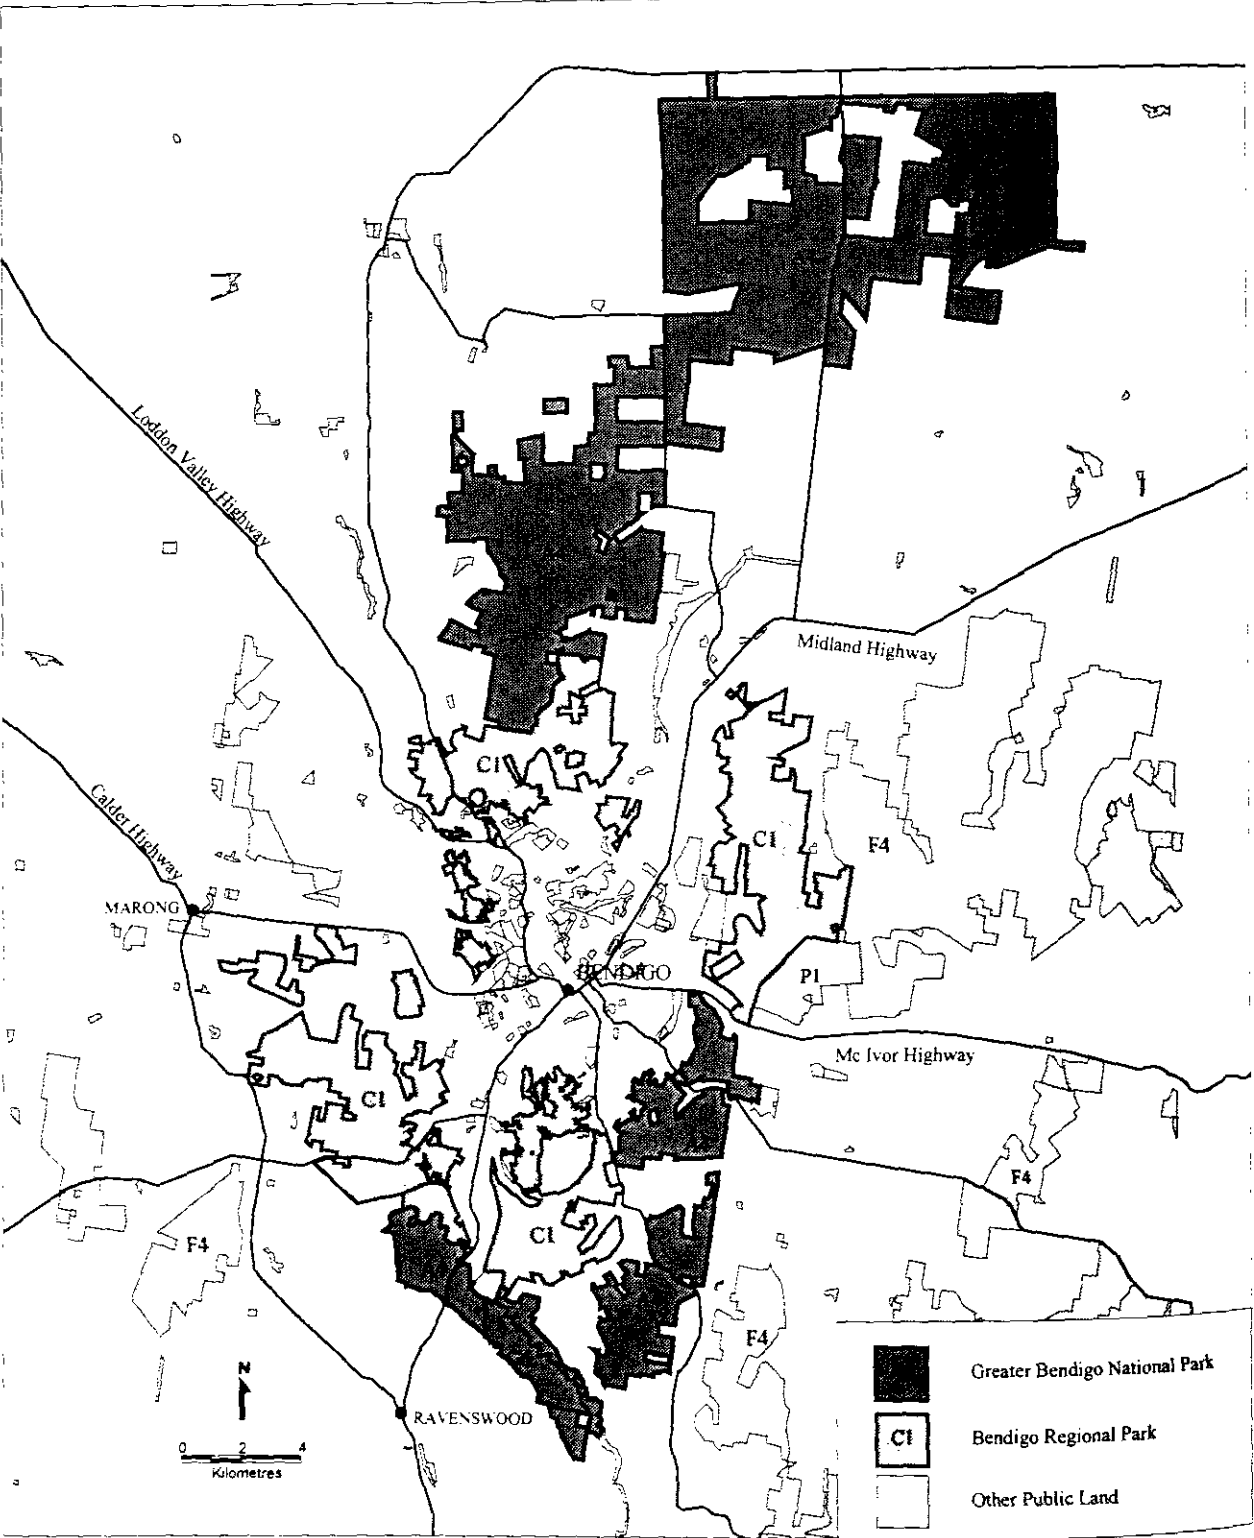 Loddon Valley Highway
Midland Highway
C1
Calder Highway
C1
F4
MARONG
BENDIGO
P1
Mc Ivor Highway
C1
F4
C1
F4
F4
N
RAVENSWOOD
0 2 4
Kilometres
Greater Bendigo National Park
C1
Bendigo Regional Park
Other Public Land